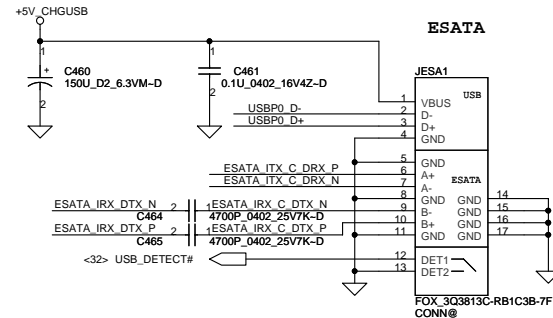 +5V_CHGUSB
ESATA
1
+
C460
150U_D2_6.3VM~D
2
1
C461
0.1U_0402_16V4Z~D
2
JESA1
USB
1 VBUS
USBP0_D- 2 D-
USBP0_D+ 3 D+
4 GND
ESATA
5 GND
ESATA_ITX_C_DRX_P 6 A+
ESATA_ITX_C_DRX_N 7 A-
8 GND GND 14
ESATA_IRX_DTX_N 2 1 ESATA_IRX_C_DTX_N 9 B- GND 15
C464 4700P_0402_25V7K~D
ESATA_IRX_DTX_P 2 1 ESATA_IRX_C_DTX_P 10 B+ GND 16
C465 4700P_0402_25V7K~D
11 GND GND 17
<32> USB_DETECT# 12 DET1
13 DET2
FOX_3Q3813C-RB1C3B-7F
CONN@